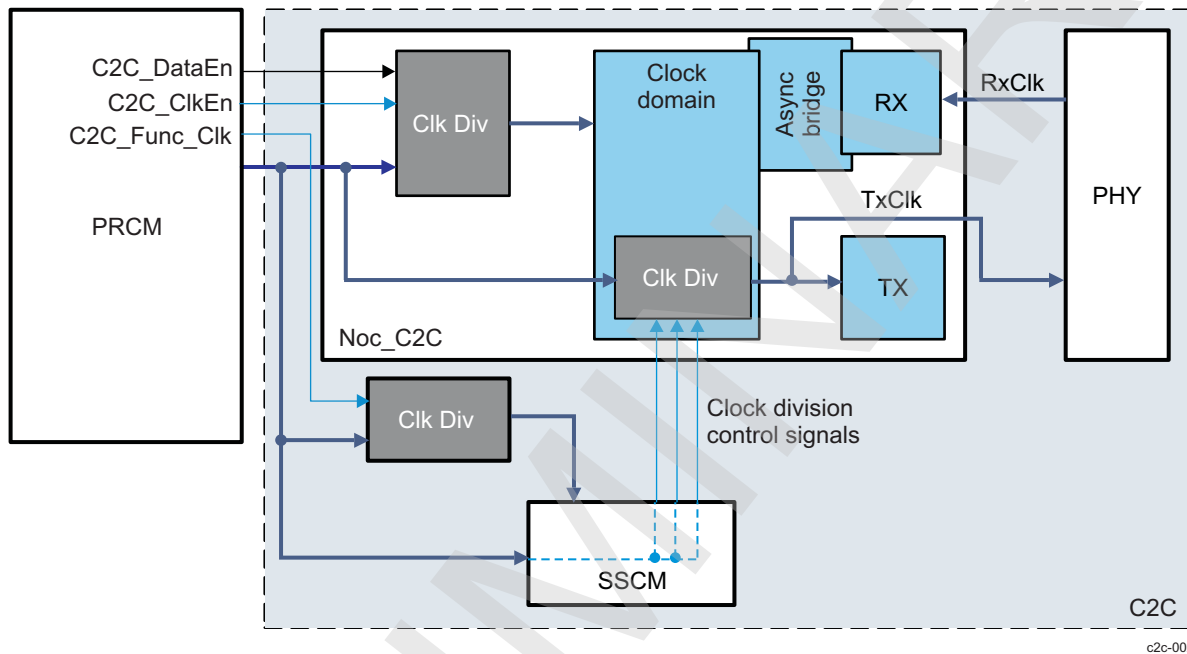 C2C_DataEn
C2C_ClkEn
C2C_Func_Clk
PRCM
Clk Div
Clock
domain
Async
bridge
RX
RxClk
PHY
TxClk
Clk Div
TX
Noc_C2C
Clk Div
Clock division
control signals
SSCM
C2C
c2c-00